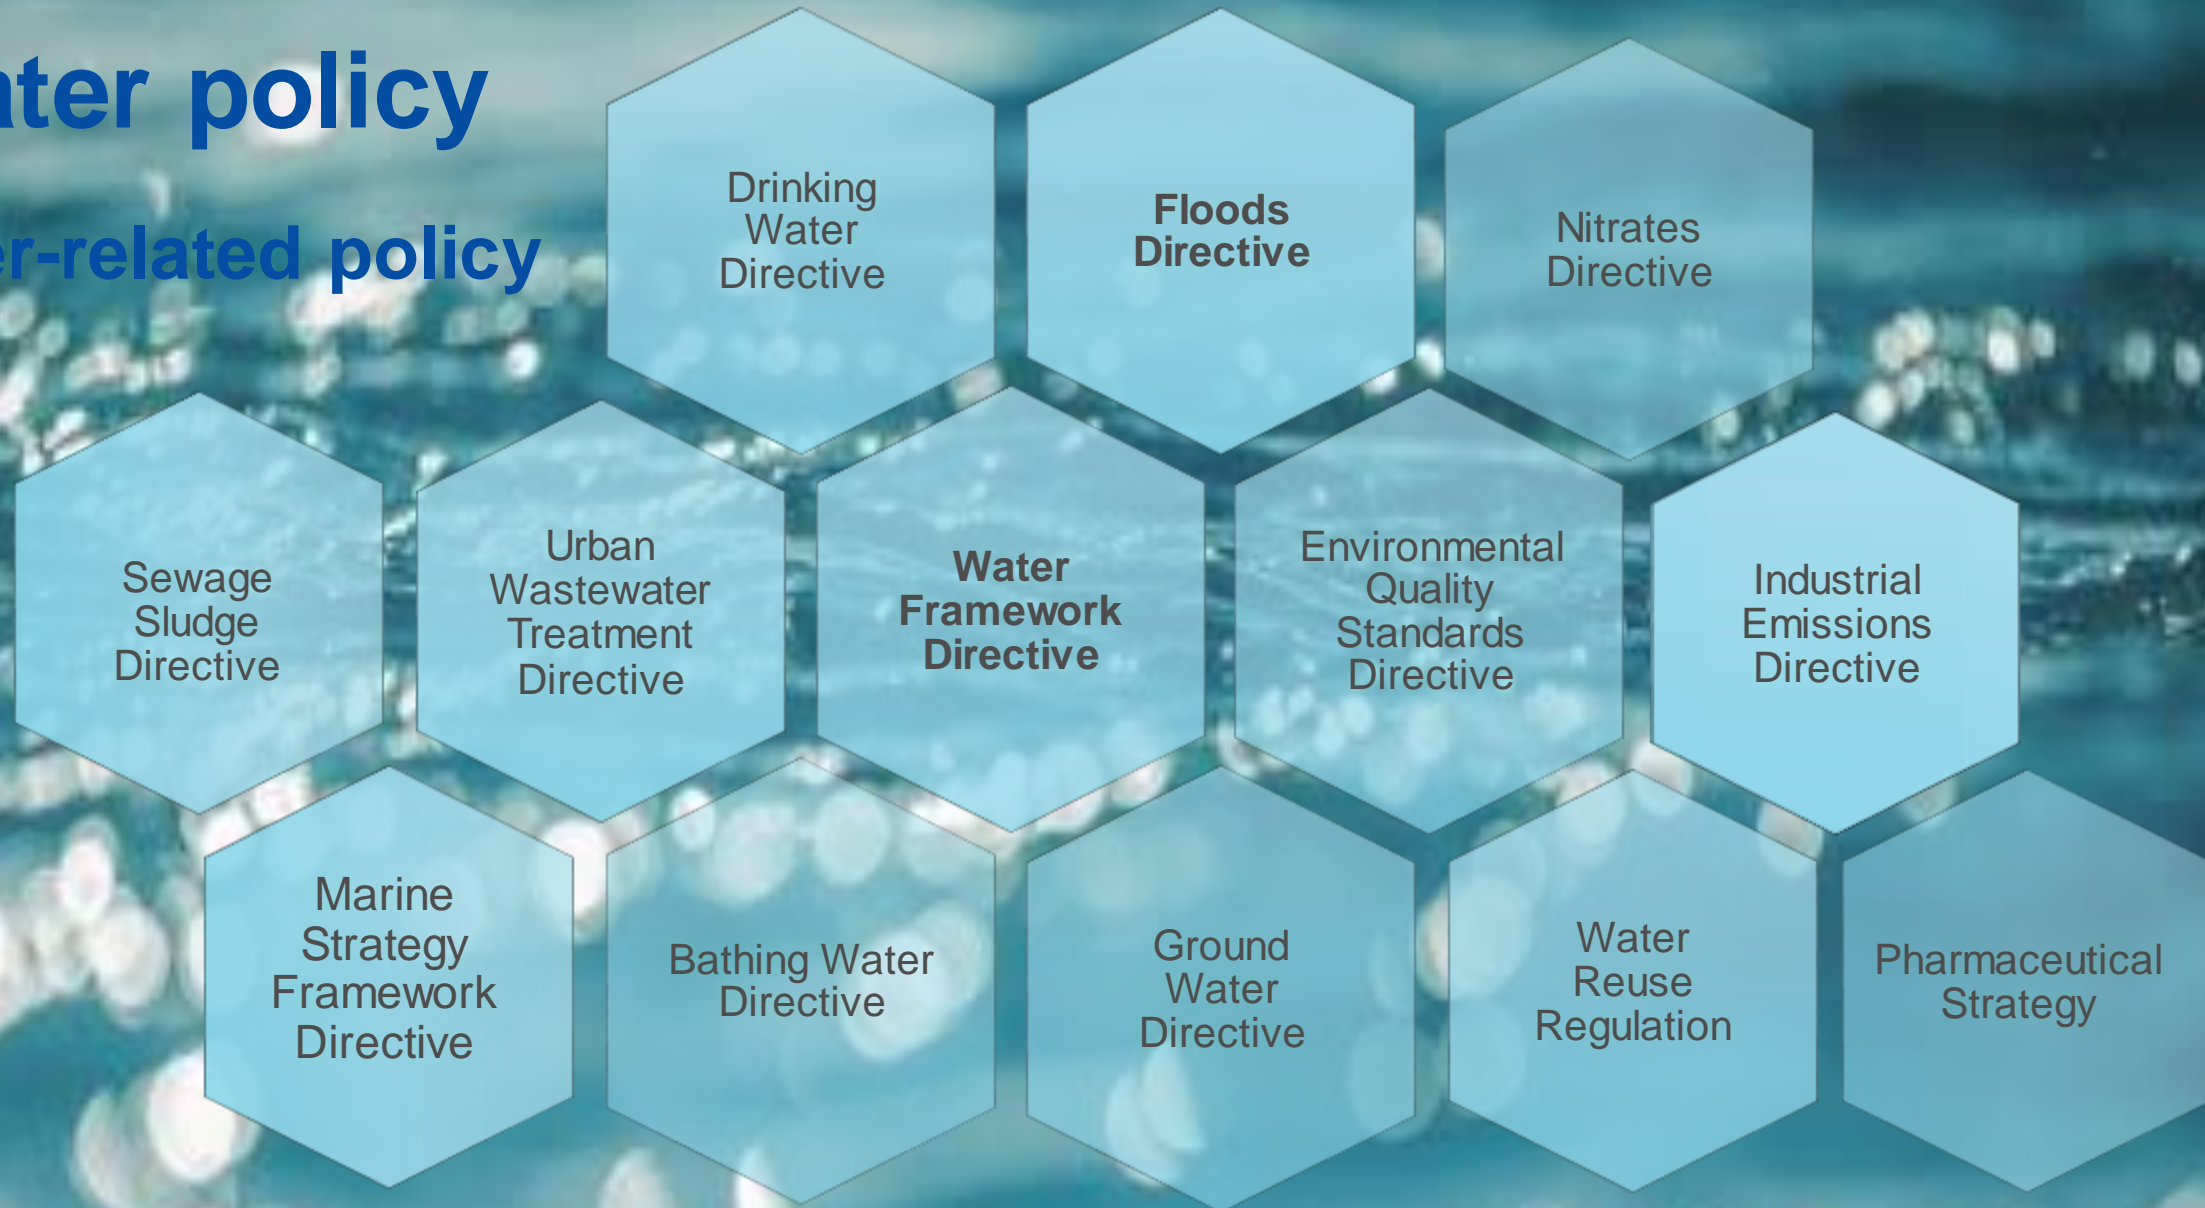 ater policy
er-related policy
Drinking
Water
Directive
Floods
Directive
Nitrates
Directive
Sewage
Sludge
Directive
Urban
Wastewater
Treatment
Directive
Water
Framework
Directive
Environmental
Quality
Standards
Directive
Industrial
Emissions
Directive
Marine
Strategy
Framework
Directive
Bathing Water
Directive
Ground
Water
Directive
Water
Reuse
Regulation
Pharmaceutical
Strategy